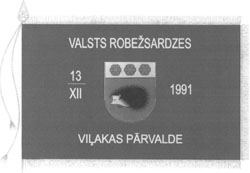 VALSTS ROBEŽSARDZES
13
XII
1991
VIĻAKAS PĀRVALDE